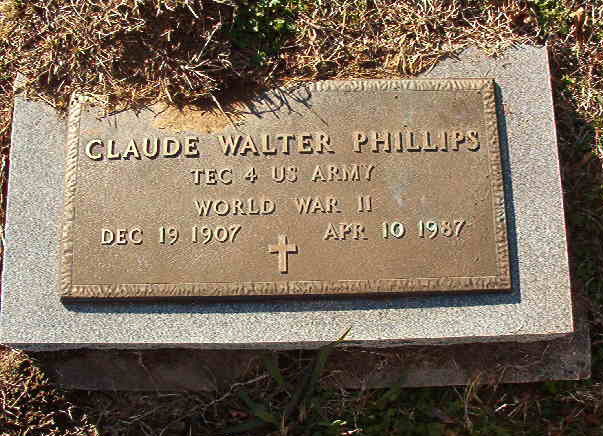 CLAUDE WALTER PHILLIPS
TEC 4 US ARMY
WORLD WAR II
DEC 19 1907 APR 10 1987